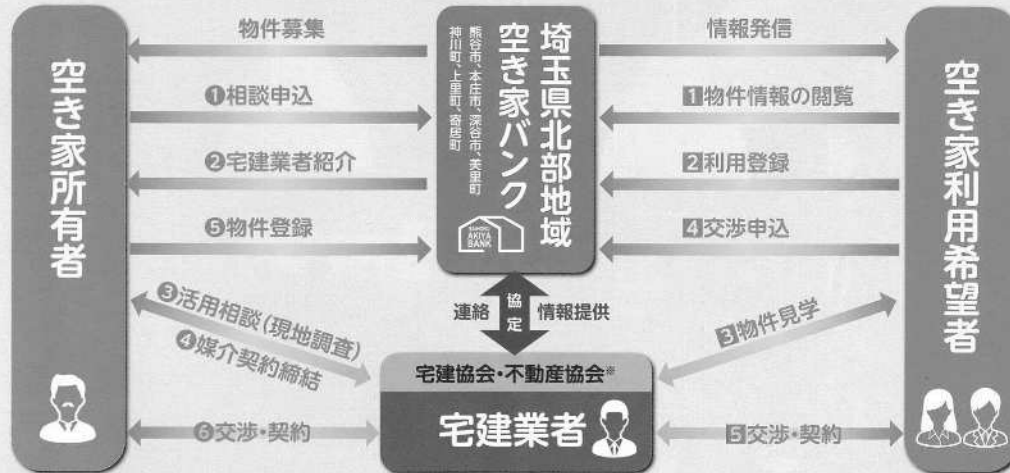 物件募集
情報発信
空き家所有者
埼玉県北部地域
空き家バンク
熊谷市、本庄市、深谷市、美里町
神川町、上里町、寄居町
空き家利用希望者
❶相談申込
1物件情報の閲覧
❷宅建業者紹介
2利用登録
❺物件登録
AKIYA
BANK
4交渉申込
連絡
協定
情報提供
❸活用相談(現地調査)
❹媒介契約締結
3物件見学
宅建協会・不動産協会※
宅建業者
❻交渉・契約
5交渉・契約